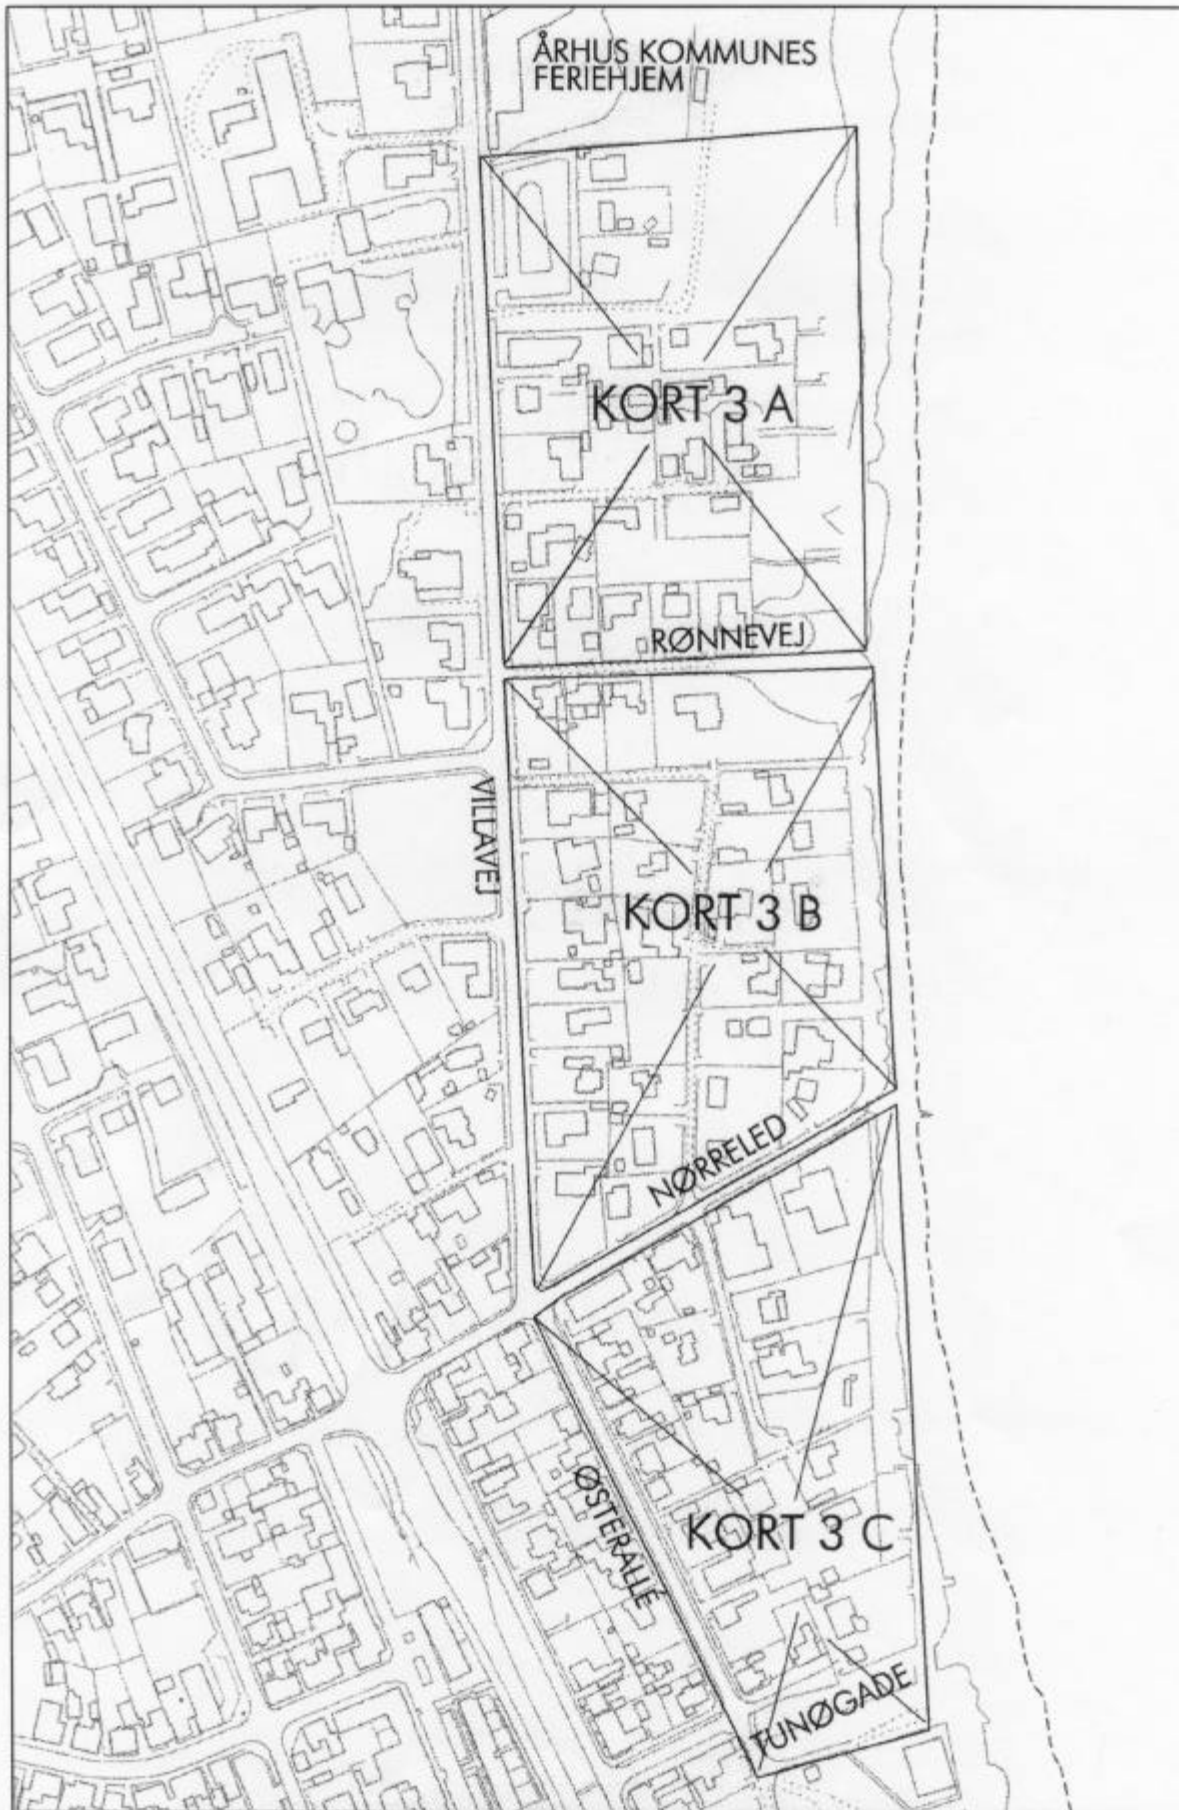 ÅRHUS KOMMUNES
FERIEHJEM
KORT 3 A
RØNNEVEJ
VILLAVEJ
KORT 3 B
NØRRELED
ØSTERALLÉ
KORT 3 C
TUNØGADE